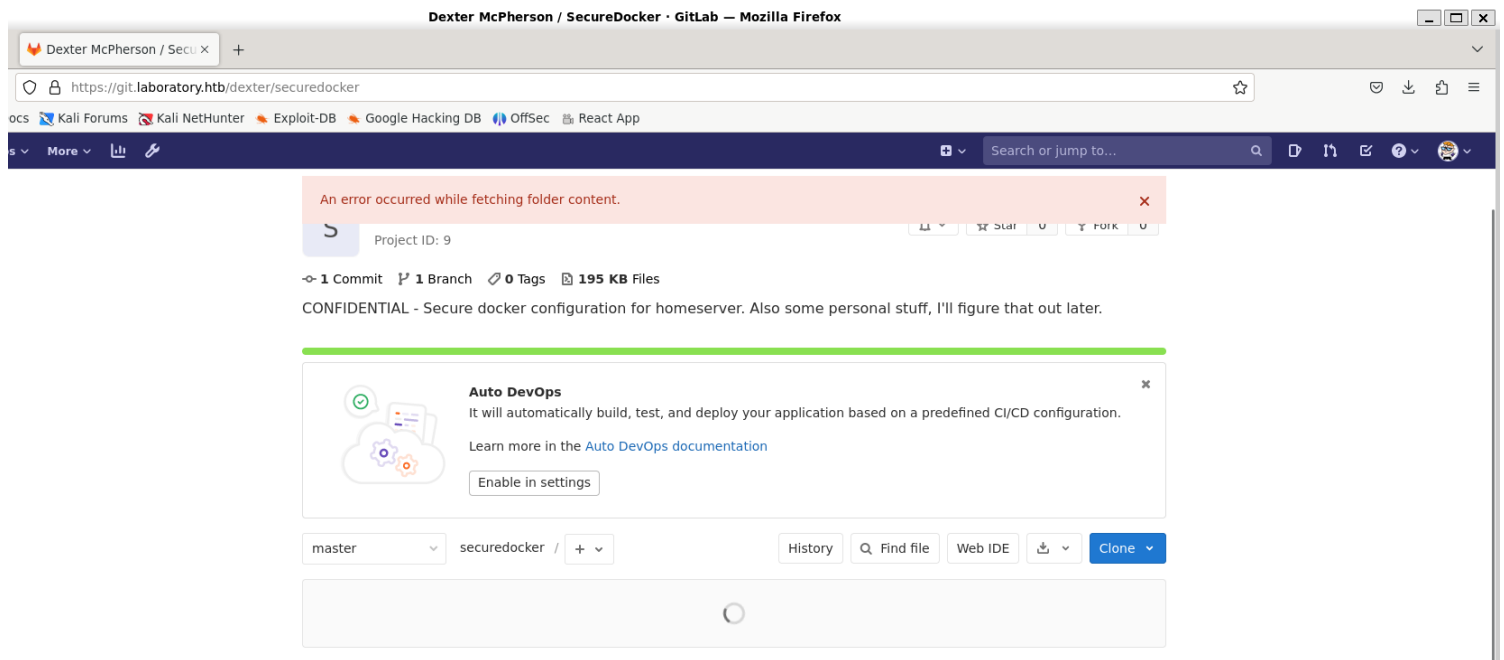 Dexter McPherson / SecureDocker · GitLab — Mozilla Firefox
Dexter McPherson / Secu
https://git.laboratory.htb/dexter/securedocker
ocs Kali Forums Kali NetHunter Exploit-DB Google Hacking DB OffSec React App
s More Search or jump to…
An error occurred while fetching folder content.
S Star 0 Fork 0
Project ID: 9
1 Commit 1 Branch 0 Tags 195 KB Files
CONFIDENTIAL - Secure docker configuration for homeserver. Also some personal stuff, I'll figure that out later.
Auto DevOps
It will automatically build, test, and deploy your application based on a predefined CI/CD configuration.
Learn more in the Auto DevOps documentation
Enable in settings
master securedocker / + History Find file Web IDE Clone